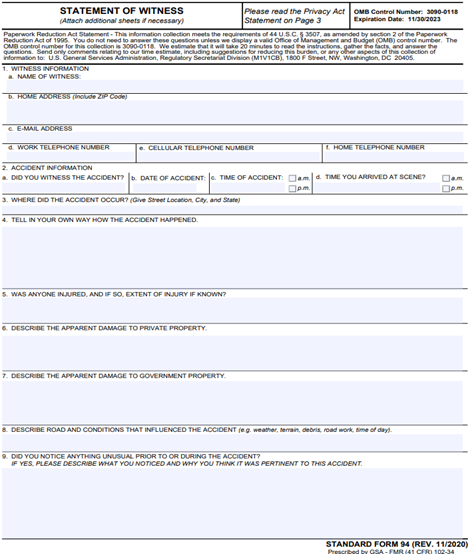 STATEMENT OF WITNESS
(Attach additional sheets if necessary)
Please read the Privacy Act
Statement on Page 3
OMB Control Number: 3090-0118
Expiration Date: 11/30/2023
Paperwork Reduction Act Statement - This information collection meets the requirements of 44 U.S.C. § 3507, as amended by section 2 of the Paperwork
Reduction Act of 1995. You do not need to answer these questions unless we display a valid Office of Management and Budget (OMB) control number. The
OMB control number for this collection is 3090-0118. We estimate that it will take 20 minutes to read the instructions, gather the facts, and answer the
questions. Send only comments relating to our time estimate, including suggestions for reducing this burden, or any other aspects of this collection of
information to: U.S. General Services Administration, Regulatory Secretariat Division (M1V1CB), 1800 F Street, NW, Washington, DC 20405.
1. WITNESS INFORMATION
a. NAME OF WITNESS:
b. HOME ADDRESS (Include ZIP Code)
c. E-MAIL ADDRESS
d. WORK TELEPHONE NUMBER
e. CELLULAR TELEPHONE NUMBER
f. HOME TELEPHONE NUMBER
2. ACCIDENT INFORMATION
a. DID YOU WITNESS THE ACCIDENT?
b. DATE OF ACCIDENT:
c. TIME OF ACCIDENT:
a.m.
p.m.
d. TIME YOU ARRIVED AT SCENE?
a.m.
p.m.
3. WHERE DID THE ACCIDENT OCCUR? (Give Street Location, City, and State)
4. TELL IN YOUR OWN WAY HOW THE ACCIDENT HAPPENED.
5. WAS ANYONE INJURED, AND IF SO, EXTENT OF INJURY IF KNOWN?
6. DESCRIBE THE APPARENT DAMAGE TO PRIVATE PROPERTY.
7. DESCRIBE THE APPARENT DAMAGE TO GOVERNMENT PROPERTY.
8. DESCRIBE ROAD AND CONDITIONS THAT INFLUENCED THE ACCIDENT (e.g. weather, terrain, debris, road work, time of day).
9. DID YOU NOTICE ANYTHING UNUSUAL PRIOR TO OR DURING THE ACCIDENT?
IF YES, PLEASE DESCRIBE WHAT YOU NOTICED AND WHY YOU THINK IT WAS PERTINENT TO THIS ACCIDENT.
STANDARD FORM 94 (REV. 11/2020)
Prescribed by GSA - FMR (41 CFR) 102-34